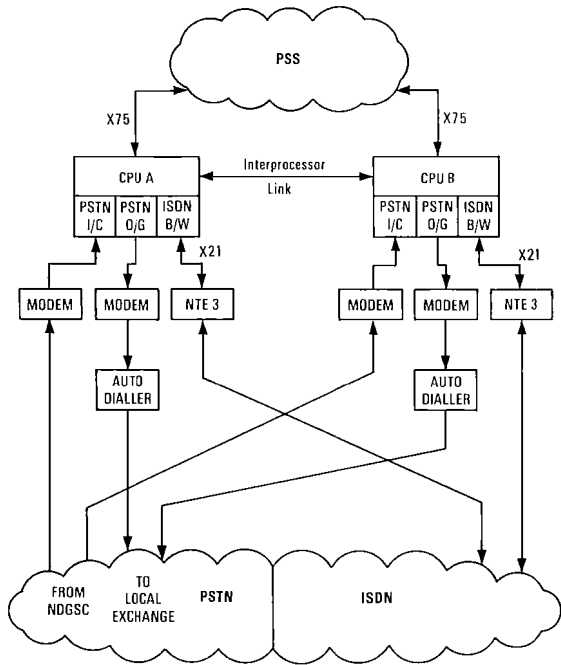 PSS
X75
X75
CPU A
Interprocessor
Link
CPU B
PSTN
I/C
PSTN
O/G
ISDN
B/W
PSTN
I/C
PSTN
O/G
ISDN
B/W
X21
X21
MODEM
MODEM
NTE 3
MODEM
MODEM
NTE 3
AUTO
DIALLER
AUTO
DIALLER
FROM
NDGSC
TO
LOCAL
EXCHANGE
PSTN
ISDN